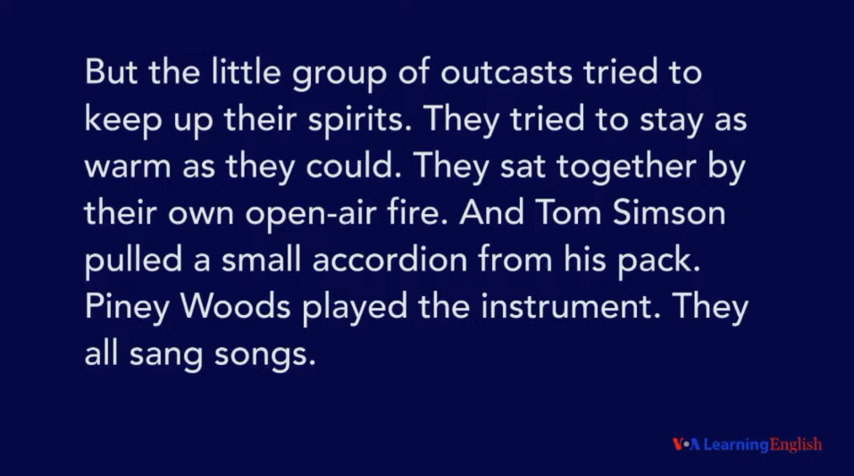 But the little group of outcasts tried to
keep up their spirits. They tried to stay as
warm as they could. They sat together by
their own open-air fire. And Tom Simson
pulled a small accordion from his pack.
Piney Woods played the instrument. They
all sang songs.
VOA LearningEnglish